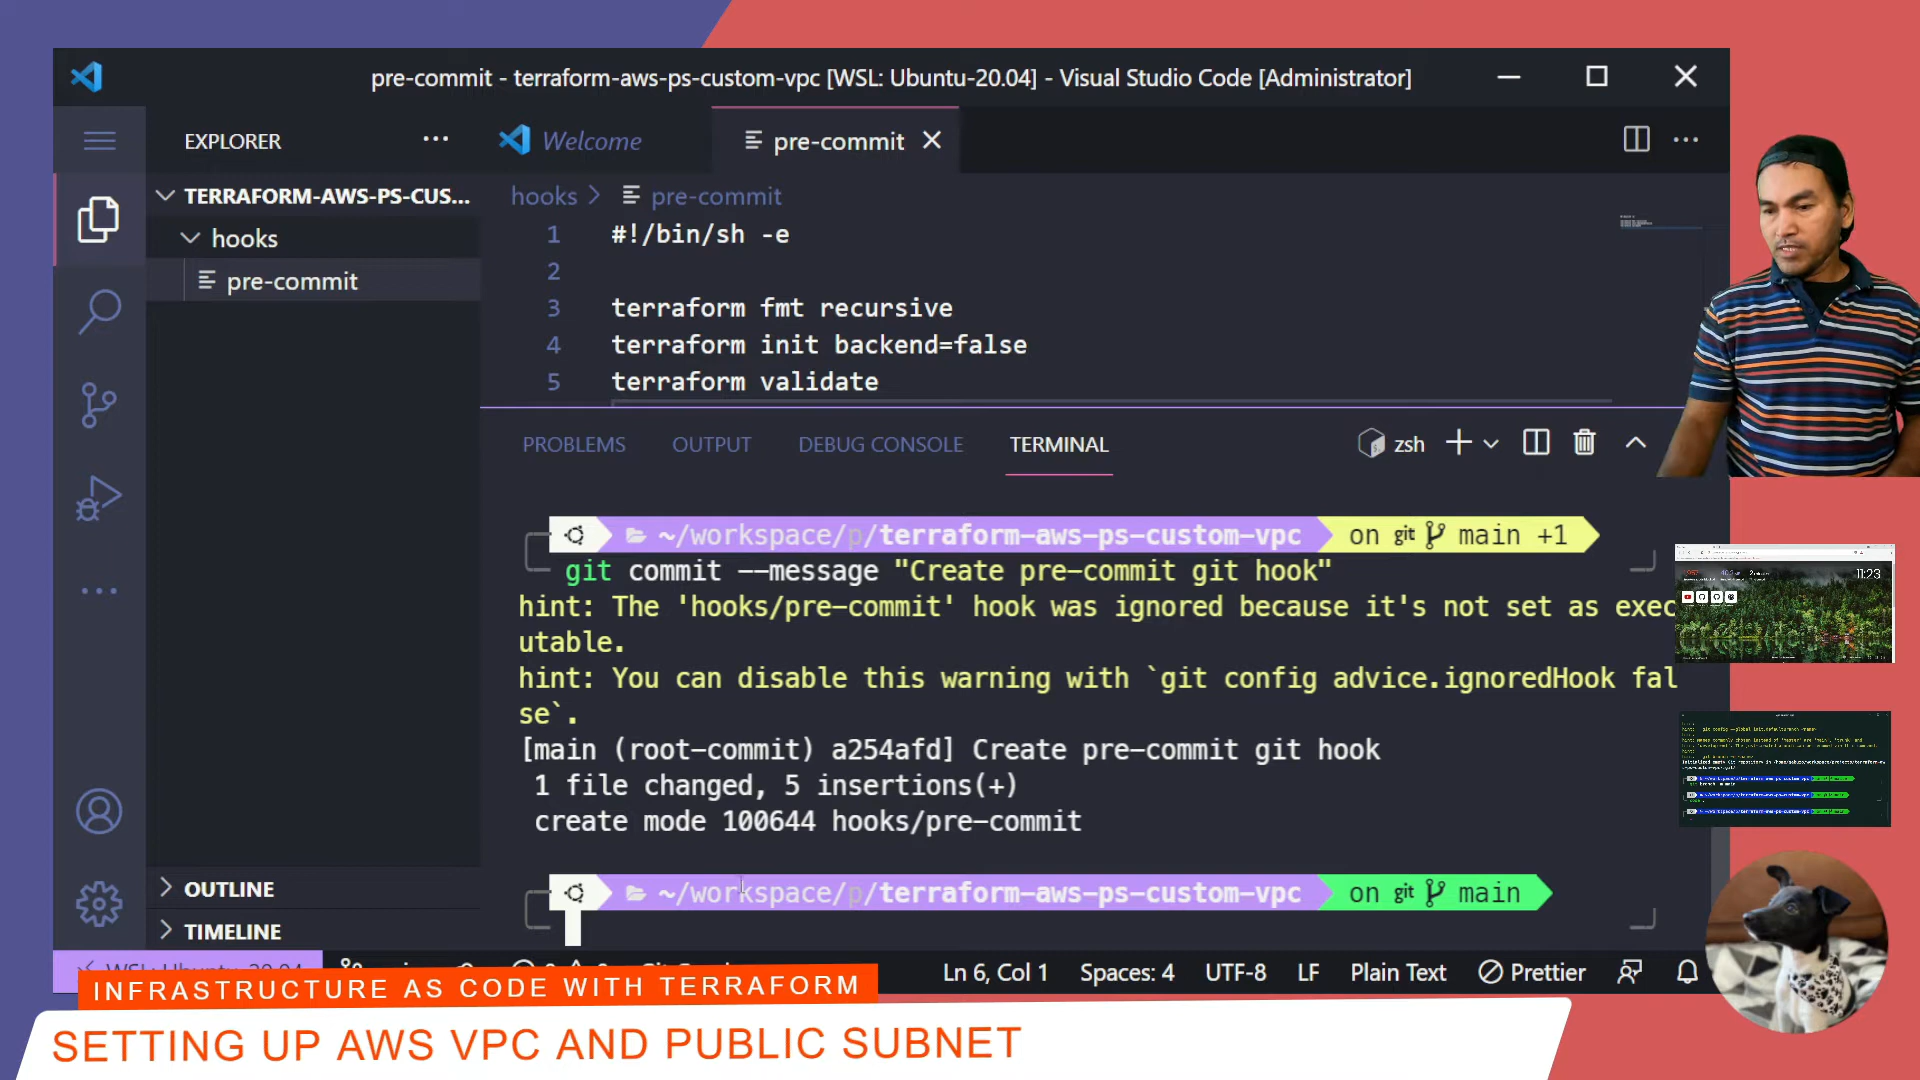 pre-commit - terraform-aws-ps-custom-vpc [WSL: Ubuntu-20.04] - Visual Studio Code [Administrator]
EXPLORER
Welcome
pre-commit
TERRAFORM-AWS-PS-CUS...
hooks
pre-commit
hooks > pre-commit
1 #!/bin/sh -e
2
3 terraform fmt recursive
4 terraform init backend=false
5 terraform validate
PROBLEMS OUTPUT DEBUG CONSOLE TERMINAL
zsh
~/workspace/p/terraform-aws-ps-custom-vpc on git main +1
git commit --message "Create pre-commit git hook"
hint: The 'hooks/pre-commit' hook was ignored because it's not set as exec
utable.
hint: You can disable this warning with `git config advice.ignoredHook fal
se`.
[main (root-commit) a254afd] Create pre-commit git hook
1 file changed, 5 insertions(+)
create mode 100644 hooks/pre-commit
~/workspace/p/terraform-aws-ps-custom-vpc on git main
OUTLINE
TIMELINE
11:23
Ln 6, Col 1 Spaces: 4 UTF-8 LF Plain Text Prettier
INFRASTRUCTURE AS CODE WITH TERRAFORM
SETTING UP AWS VPC AND PUBLIC SUBNET